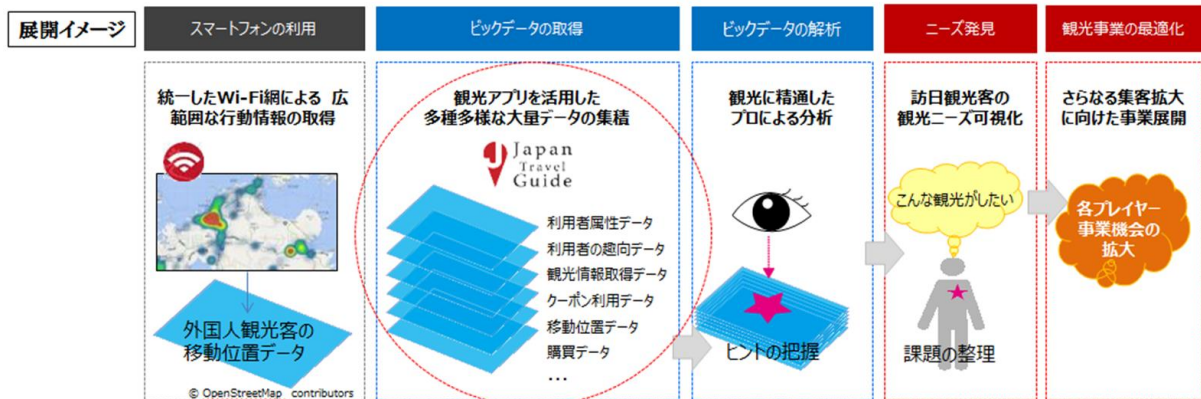 展開イメージ
スマートフォンの利用
ビックデータの取得
ビックデータの解析
ニーズ発見
観光事業の最適化
統一したWi-Fi網による 広
範囲な行動情報の取得
外国人観光客の
移動位置データ
© OpenStreetMap contributors
観光アプリを活用した
多種多様な大量データの集積
Japan
Travel
Guide
利用者属性データ
利用者の趣向データ
観光情報取得データ
クーポン利用データ
移動位置データ
購買データ
…
観光に精通した
プロによる分析
ヒントの把握
訪日観光客の
観光ニーズ可視化
こんな観光がしたい
課題の整理
さらなる集客拡大
に向けた事業展開
各プレイヤー
事業機会の
拡大